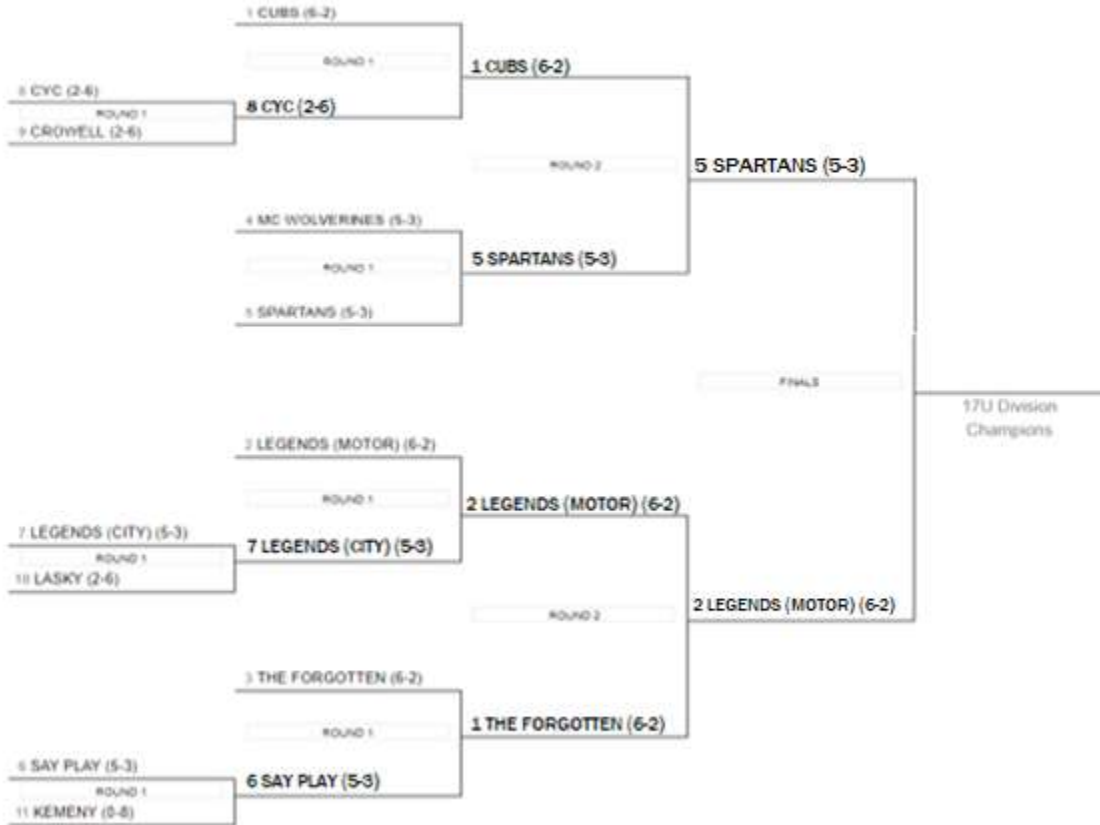 1 CUBS (6-2)
ROUND 1
1 CUBS (6-2)
8 CYC (2-6)
ROUND 1
8 CYC (2-6)
9 CROWELL (2-6)
ROUND 2
5 SPARTANS (5-3)
4 MC WOLVERINES (5-3)
ROUND 1
5 SPARTANS (5-3)
5 SPARTANS (5-3)
FINALS
17U Division
Champions
2 LEGENDS (MOTOR) (6-2)
ROUND 1
2 LEGENDS (MOTOR) (6-2)
7 LEGENDS (CITY) (5-3)
ROUND 1
7 LEGENDS (CITY) (5-3)
10 LASKY (2-6)
ROUND 2
2 LEGENDS (MOTOR) (6-2)
3 THE FORGOTTEN (6-2)
ROUND 1
1 THE FORGOTTEN (6-2)
6 SAY PLAY (5-3)
ROUND 1
6 SAY PLAY (5-3)
11 KEMENY (0-8)